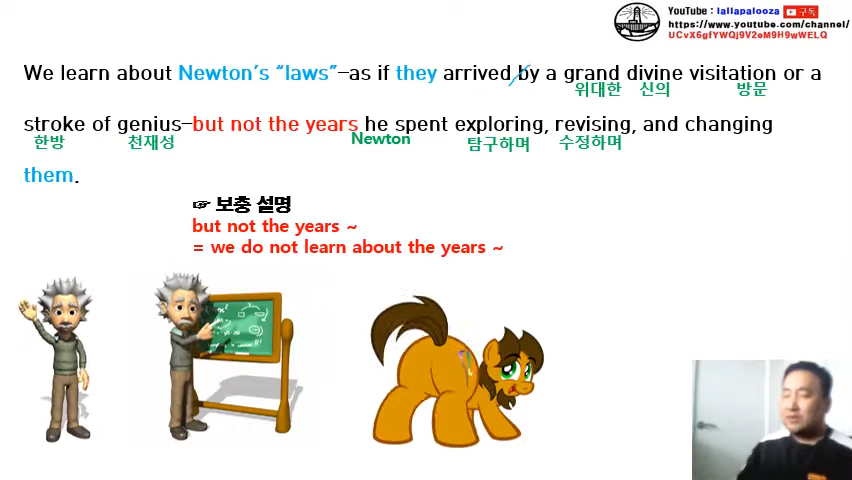 YouTube : lallapalooza 구독
https://www.youtube.com/channel/
UCvX6gfYWQj9V2eM9H9wWELQ
We learn about Newton's “laws”—as if they arrived by a grand divine visitation or a
위대한 신의 방문
stroke of genius—but not the years he spent exploring, revising, and changing
한방 천재성 Newton 탐구하며 수정하며
them.
☞ 보충 설명
but not the years ~
= we do not learn about the years ~